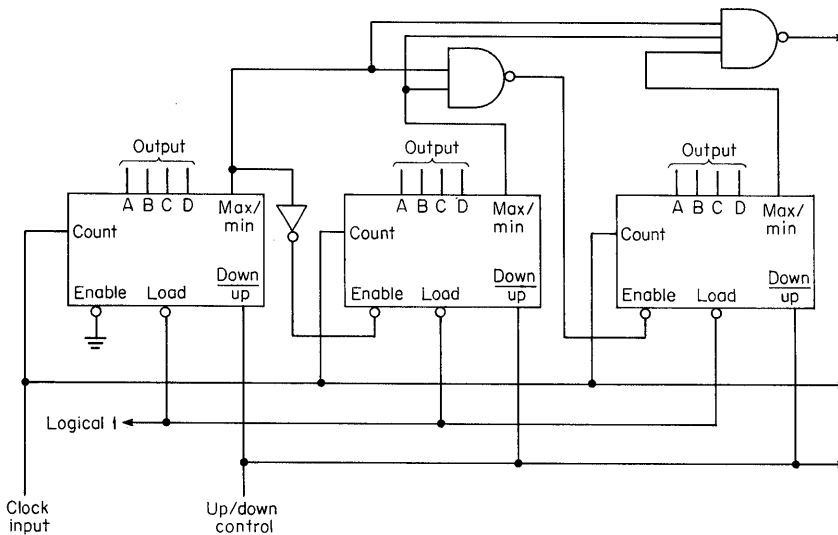 Output
Output
Output
A B C D
Max/
min
A B C D
Max/
min
A B C D
Max/
min
Count
Count
Count
Down
up
Enable
Load
Down
up
Enable
Load
Down
up
Enable
Load
Logical 1
Clock
input
Up/down
control